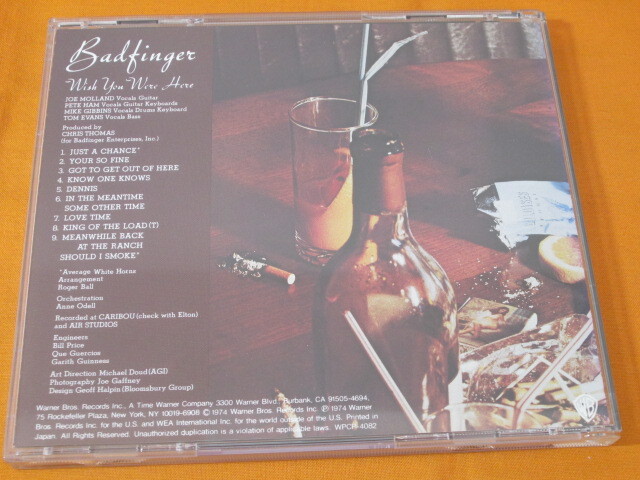 Badfinger
Wish You Were Here
JOE MOLLAND Vocals Guitar
PETE HAM Vocals Guitar Keyboards
MIKE GIBBINS Vocals Drums Keyboard
TOM EVANS Vocals Bass
Produced by
CHRIS THOMAS
(for Badfinger Enterprises, Inc.)
1. JUST A CHANCE*
2. YOUR SO FINE
3. GOT TO GET OUT OF HERE
4. KNOW ONE KNOWS
5. DENNIS
6. IN THE MEANTIME
SOME OTHER TIME
7. LOVE TIME
8. KING OF THE LOAD(T)
9. MEANWHILE BACK
AT THE RANCH
SHOULD I SMOKE*
*Average White Horns
Arrangement
Roger Ball
Orchestration
Anne Odell
Recorded at CARIBOU (check with Elton)
and AIR STUDIOS
Engineers
Bill Price
Que Guercios
Garith Guinness
Art Direction Michael Doud (AGI)
Photography Joe Gaffney
Design Geoff Halpin (Bloomsbury Group)
Warner Bros. Records Inc., A Time Warner Company 3300 Warner Blvd., Burbank, CA 91505-4694,
75 Rockefeller Plaza, New York, NY 10019-6908 © 1974 Warner Bros. Records Inc. ℗ 1974 Warner
Bros. Records Inc. for the U.S. and WEA International Inc. for the world outside of the U.S. Printed in
Japan. All Rights Reserved. Unauthorized duplication is a violation of applicable laws. WPCR-4082